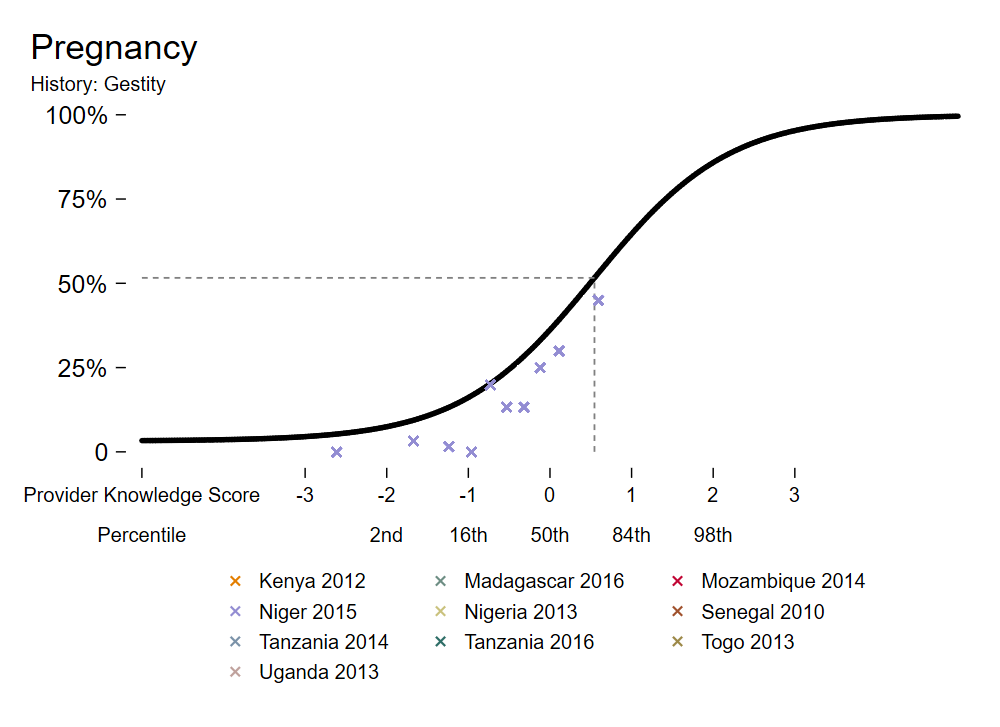 Pregnancy
History: Gestity
100%
75%
50%
25%
0
Provider Knowledge Score -3 -2 -1 0 1 2 3
Percentile 2nd 16th 50th 84th 98th
Kenya 2012 Madagascar 2016 Mozambique 2014
Niger 2015 Nigeria 2013 Senegal 2010
Tanzania 2014 Tanzania 2016 Togo 2013
Uganda 2013